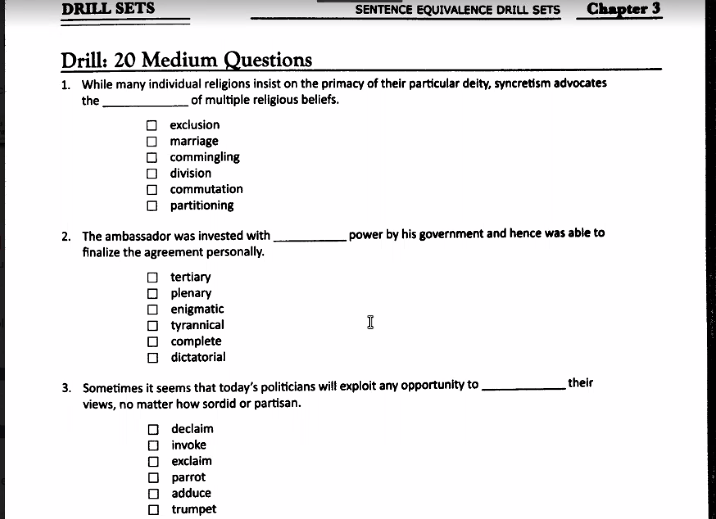 DRILL SETS SENTENCE EQUIVALENCE DRILL SETS Chapter 3
Drill: 20 Medium Questions
1. While many individual religions insist on the primacy of their particular deity, syncretism advocates
the ____________ of multiple religious beliefs.
exclusion
marriage
commingling
division
commutation
partitioning
2. The ambassador was invested with __________ power by his government and hence was able to
finalize the agreement personally.
tertiary
plenary
enigmatic
tyrannical
complete
dictatorial
3. Sometimes it seems that today's politicians will exploit any opportunity to ____________ their
views, no matter how sordid or partisan.
declaim
invoke
exclaim
parrot
adduce
trumpet